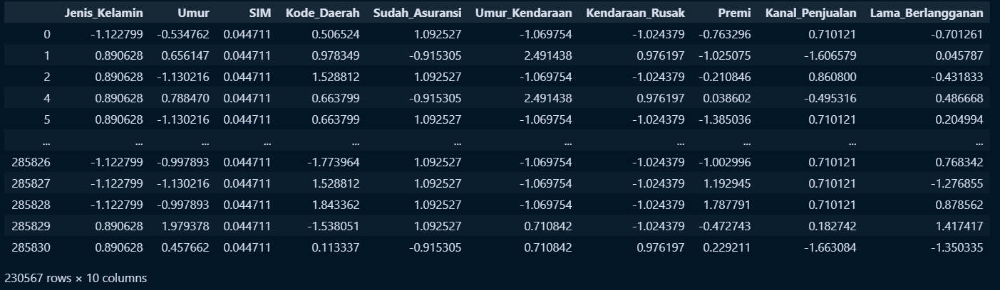 Jenis_Kelamin Umur SIM Kode_Daerah Sudah_Asuransi Umur_Kendaraan Kendaraan_Rusak Premi Kanal_Penjualan Lama_Berlangganan
0 -1.122799 -0.534762 0.044711 0.506524 1.092527 -1.069754 -1.024379 -0.763296 0.710121 -0.701261
1 0.890628 0.656147 0.044711 0.978349 -0.915305 2.491438 0.976197 -1.025075 -1.606579 0.045787
2 0.890628 -1.130216 0.044711 1.528812 1.092527 -1.069754 -1.024379 -0.210846 0.860800 -0.431833
4 0.890628 0.788470 0.044711 0.663799 -0.915305 2.491438 0.976197 0.038602 -0.495316 0.486668
5 0.890628 -1.130216 0.044711 0.663799 1.092527 -1.069754 -1.024379 -1.385036 0.710121 0.204994
... ... ... ... ... ... ... ... ... ... ...
285826 -1.122799 -0.997893 0.044711 -1.773964 1.092527 -1.069754 -1.024379 -1.002996 0.710121 0.768342
285827 -1.122799 -1.130216 0.044711 1.528812 1.092527 -1.069754 -1.024379 1.192945 0.710121 -1.276855
285828 -1.122799 -0.997893 0.044711 1.843362 1.092527 -1.069754 -1.024379 1.787791 0.710121 0.878562
285829 0.890628 1.979378 0.044711 -1.538051 1.092527 0.710842 -1.024379 -0.472743 0.182742 1.417417
285830 0.890628 0.457662 0.044711 0.113337 -0.915305 0.710842 0.976197 0.229211 -1.663084 -1.350335
230567 rows × 10 columns